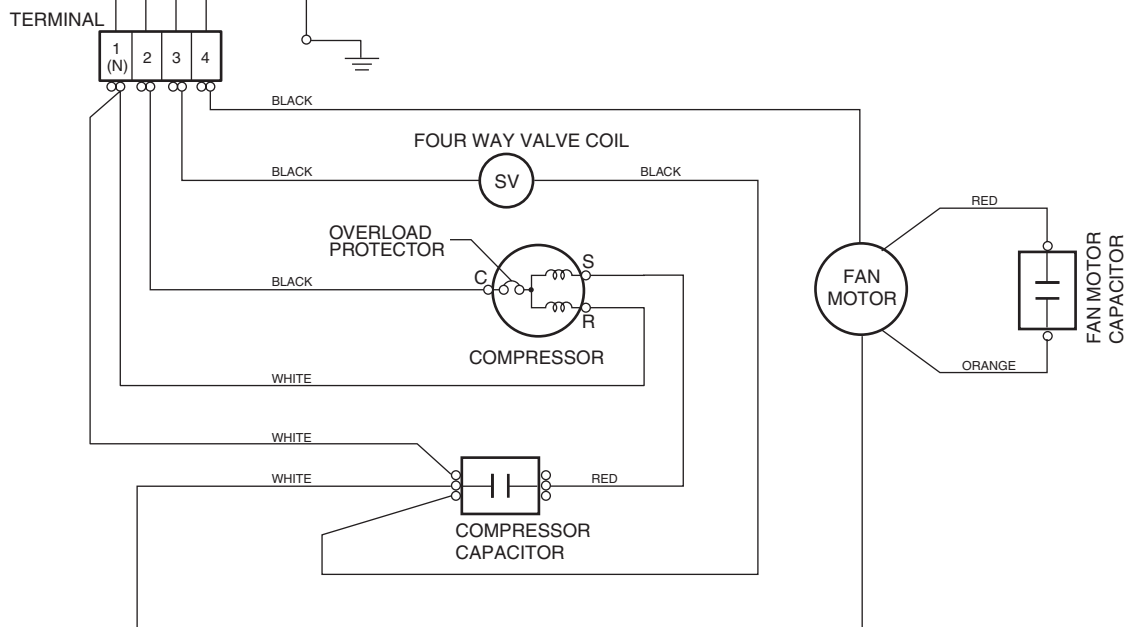 TERMINAL
1
(N)
2
3
4
BLACK
FOUR WAY VALVE COIL
BLACK
SV
BLACK
RED
OVERLOAD
PROTECTOR
C
S
R
BLACK
COMPRESSOR
FAN
MOTOR
FAN MOTOR
CAPACITOR
ORANGE
WHITE
WHITE
WHITE
RED
COMPRESSOR
CAPACITOR